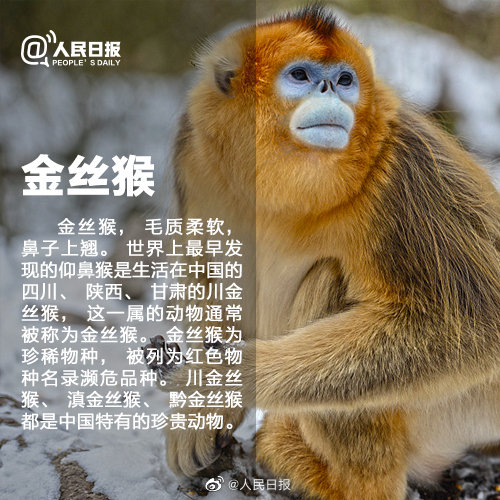 @人民日报
PEOPLE'S DAILY
金丝猴
金丝猴， 毛质柔软，
鼻子上翘。 世界上最早发
现的仰鼻猴是生活在中国的
四川、 陕西、 甘肃的川金
丝猴， 这一属的动物通常
被称为金丝猴。 金丝猴为
珍稀物种， 被列为红色物
种名录濒危品种。 川金丝
猴、 滇金丝猴、 黔金丝猴
都是中国特有的珍贵动物。
@人民日报